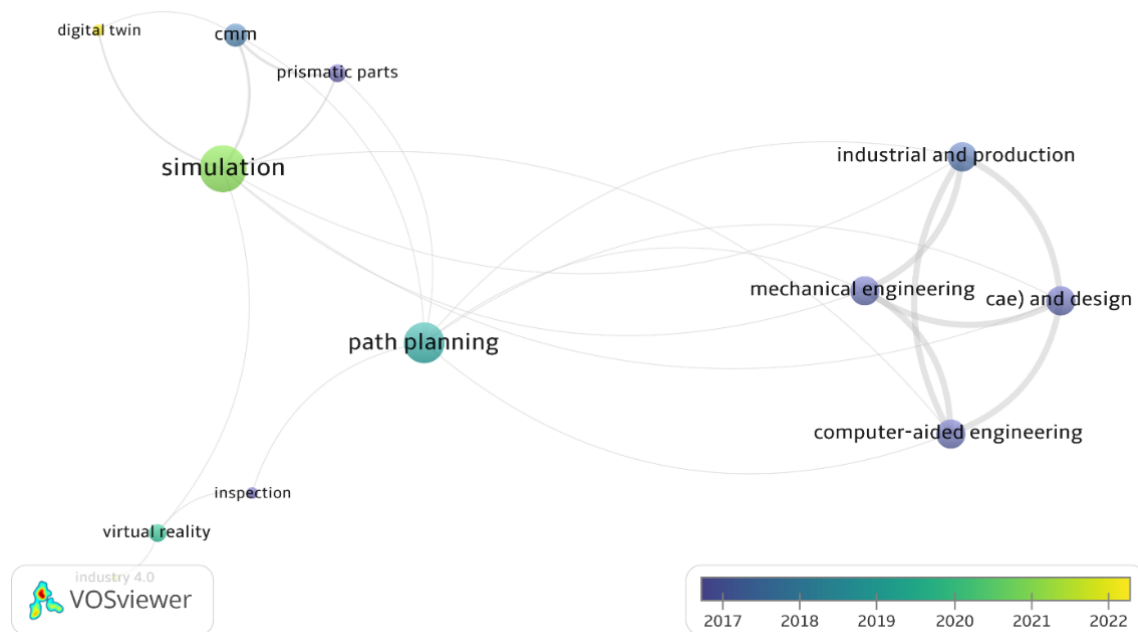 digital twin
cmm
prismatic parts
simulation
industrial and production
mechanical engineering
cae) and design
path planning
computer-aided engineering
inspection
virtual reality
industry 4.0
VOSviewer
2017 2018 2019 2020 2021 2022